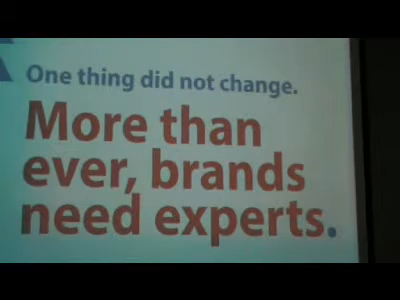 One thing did not change.
More than
ever, brands
need experts.